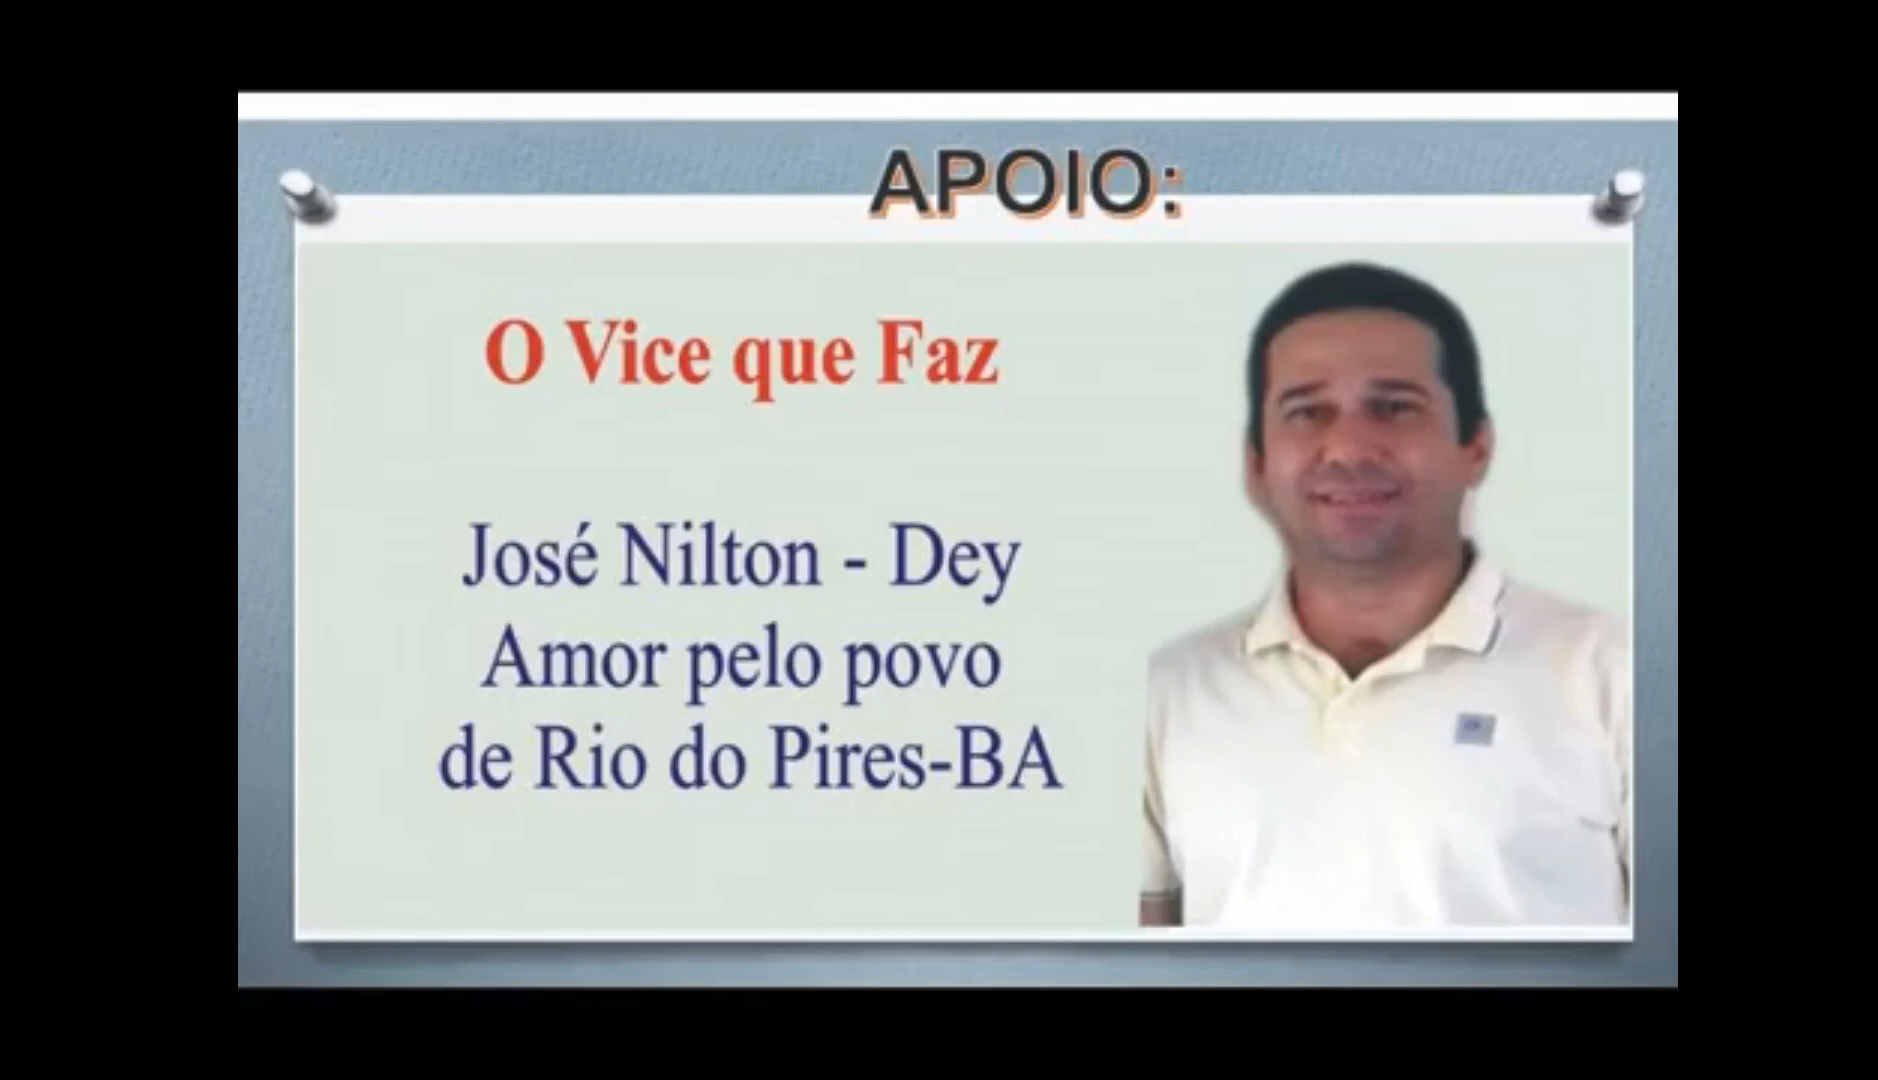 APOIO:
O Vice que Faz
José Nilton - Dey
Amor pelo povo
de Rio do Pires-BA